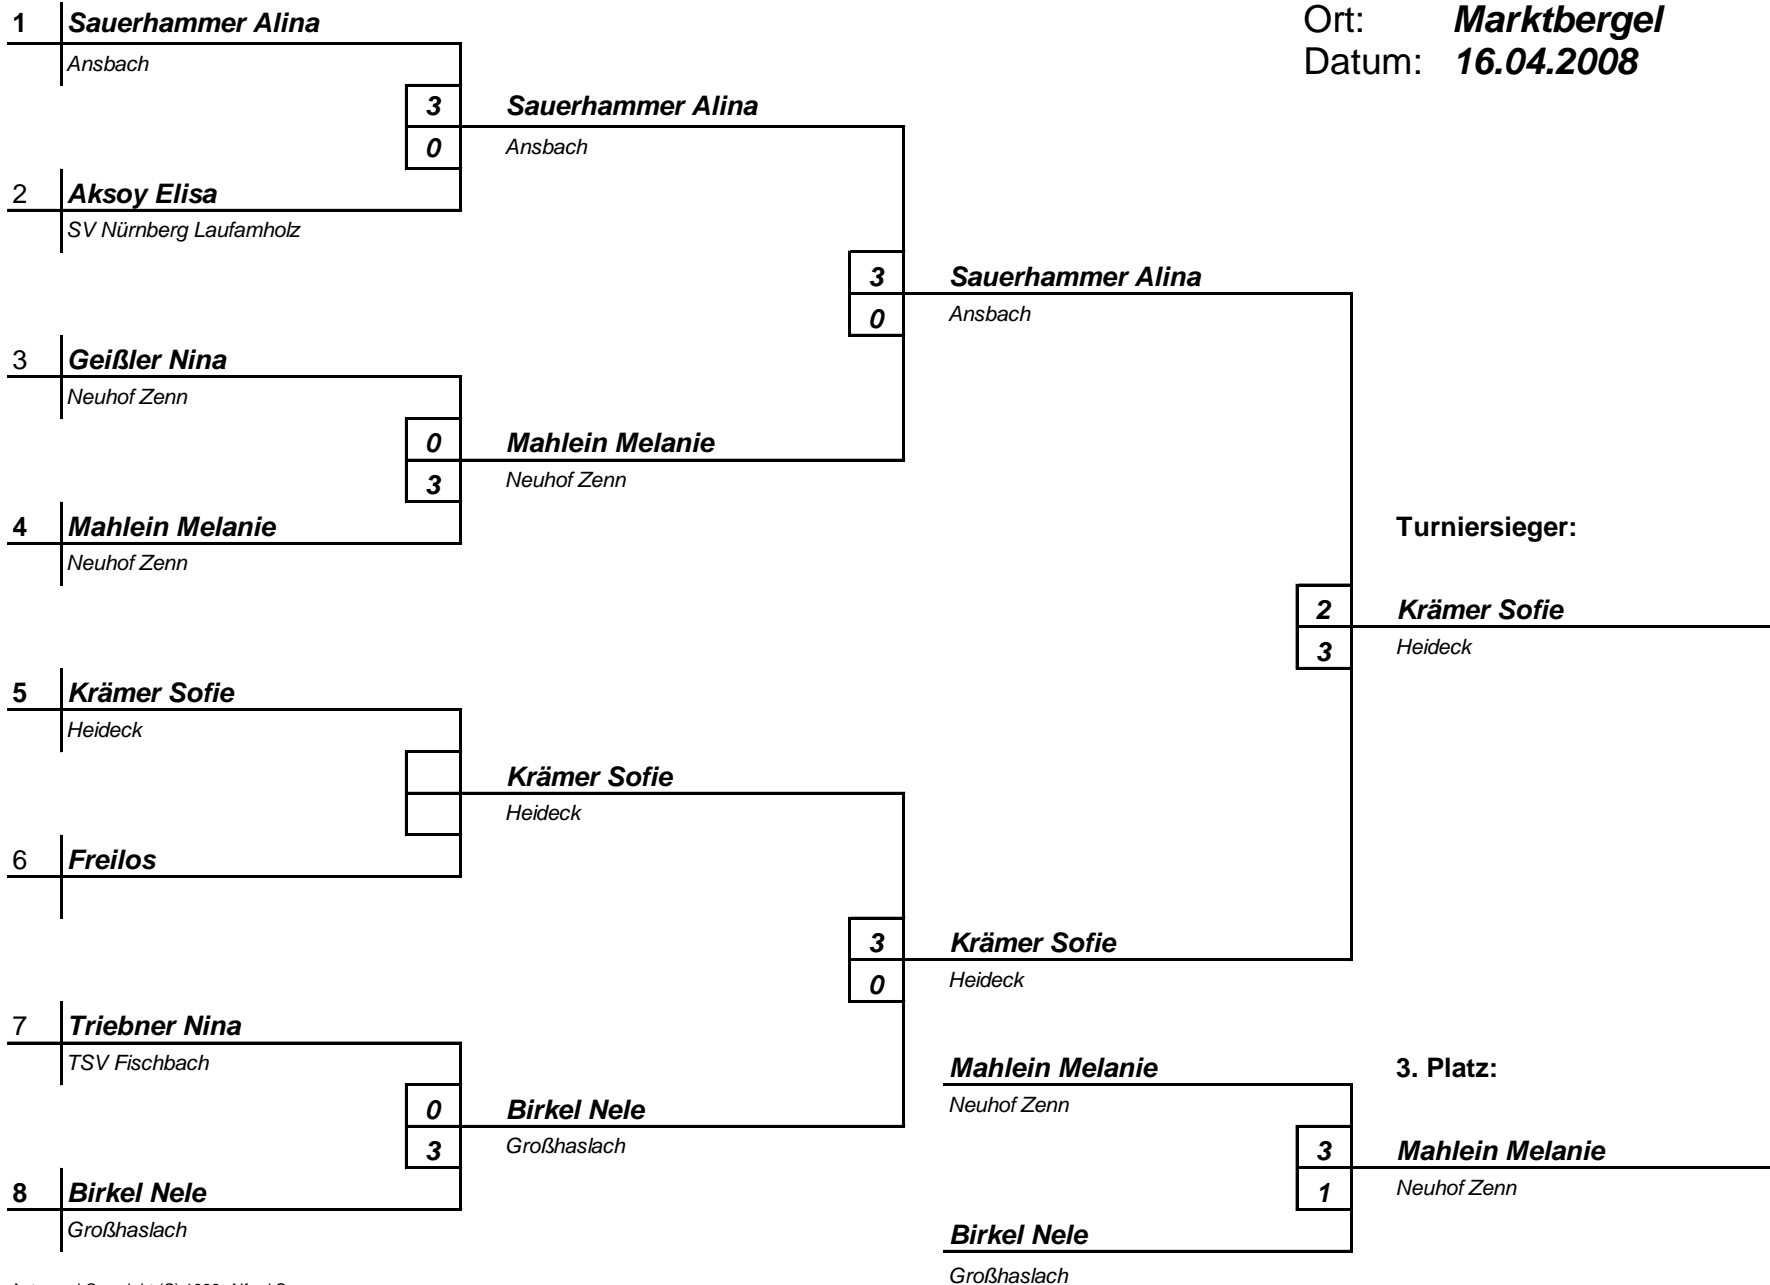 1 Sauerhammer Alina
Ort: Marktbergel
Ansbach
Datum: 16.04.2008
3 Sauerhammer Alina
0 Ansbach
2 Aksoy Elisa
SV Nürnberg Laufamholz
3 Sauerhammer Alina
0 Ansbach
3 Geißler Nina
Neuhof Zenn
0 Mahlein Melanie
3 Neuhof Zenn
4 Mahlein Melanie
Turniersieger:
Neuhof Zenn
2 Krämer Sofie
3 Heideck
5 Krämer Sofie
Heideck
Krämer Sofie
Heideck
6 Freilos
3 Krämer Sofie
0 Heideck
7 Triebner Nina
TSV Fischbach
Mahlein Melanie
3. Platz:
Neuhof Zenn
0 Birkel Nele
3 Großhaslach
3 Mahlein Melanie
1 Neuhof Zenn
8 Birkel Nele
Großhaslach
Birkel Nele
Großhaslach